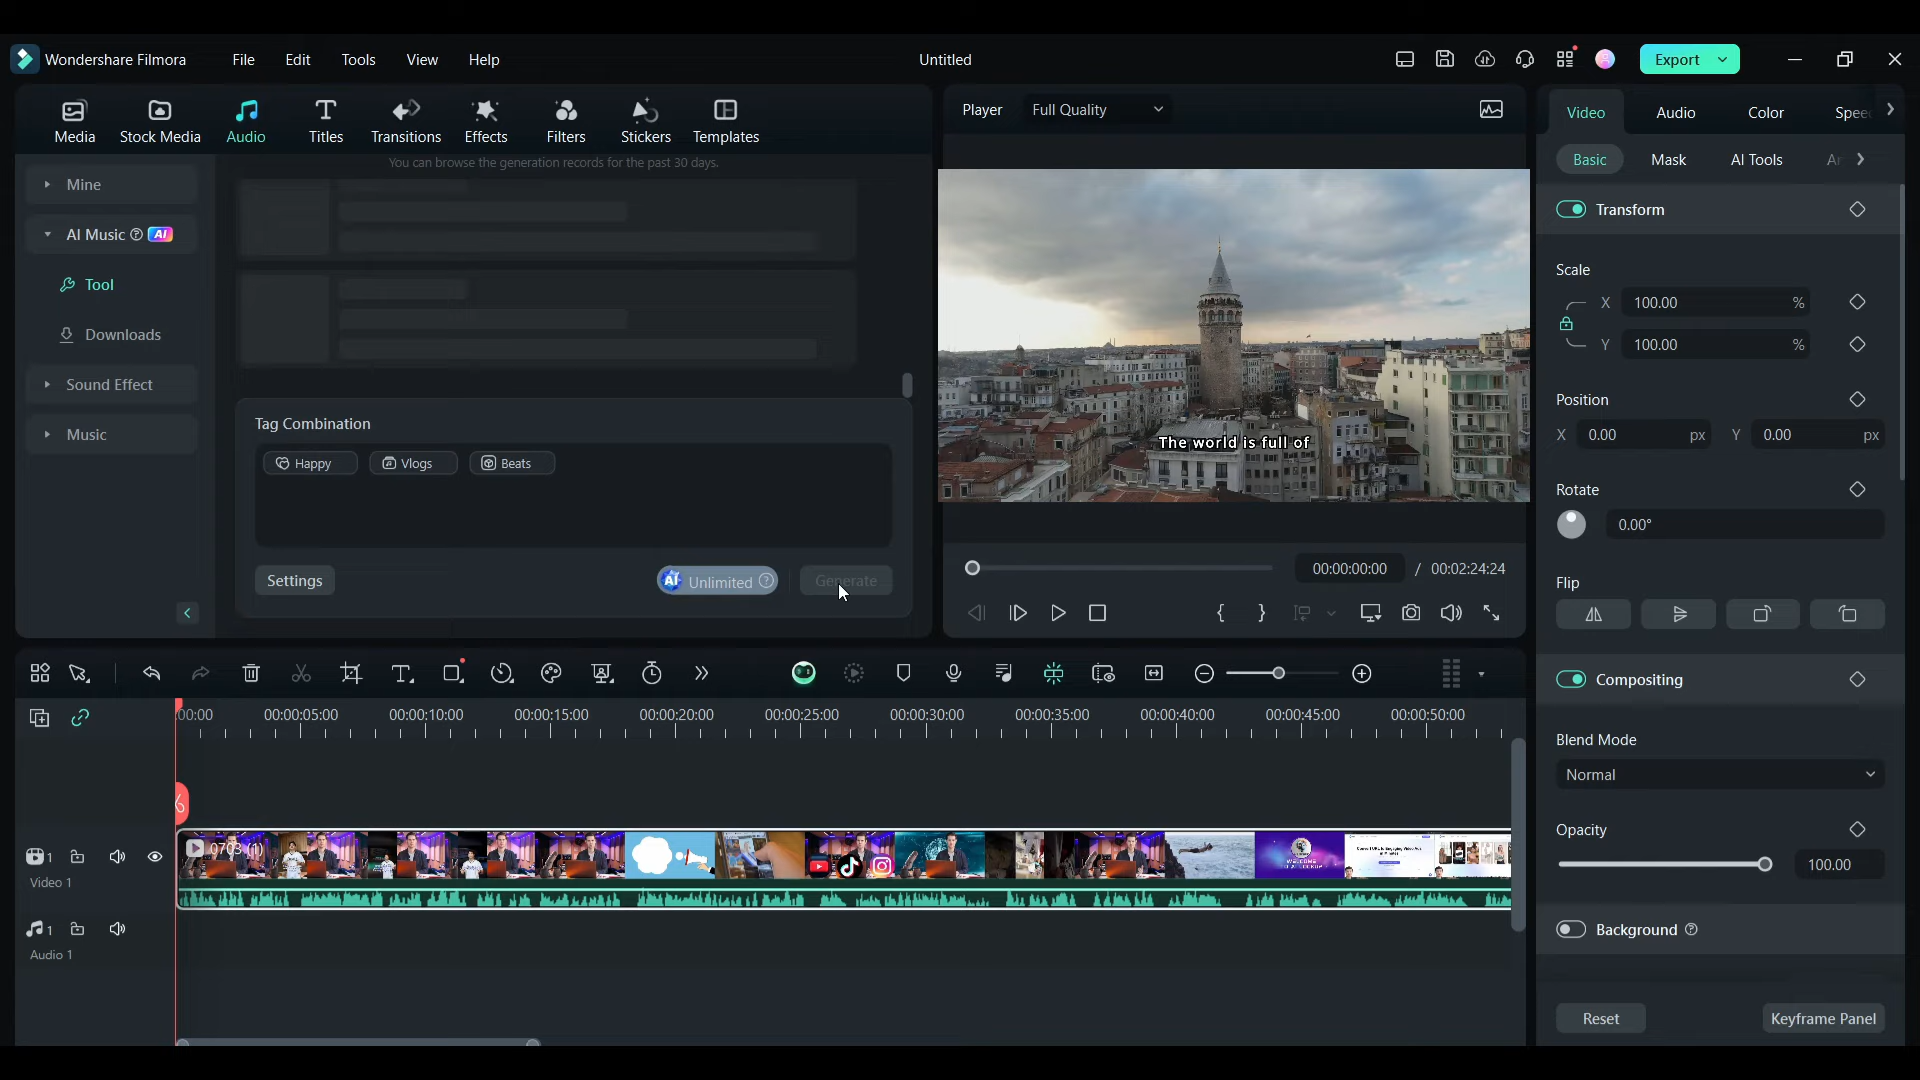 Wondershare Filmora
File
Edit
Tools
View
Help
Untitled
Export
Media
Stock Media
Audio
Titles
Transitions
Effects
Filters
Stickers
Templates
Player
Full Quality
Video
Audio
Color
Basic
Mask
AI Tools
You can browse the generation records for the past 30 days.
Mine
AI Music
AI
Tool
Downloads
Sound Effect
Music
Tag Combination
Happy
Vlogs
Beats
Settings
AI Unlimited
Generate
The world is full of
00:00:00:00 / 00:02:24:24
Transform
Scale
X 100.00 %
Y 100.00 %
Position
X 0.00 px Y 0.00 px
Rotate
0.00°
Flip
Compositing
Blend Mode
Normal
Opacity
100.00
Background
Reset
Keyframe Panel
:00:00 00:00:05:00 00:00:10:00 00:00:15:00 00:00:20:00 00:00:25:00 00:00:30:00 00:00:35:00 00:00:40:00 00:00:45:00 00:00:50:00
0703 (1)
1
Video 1
1
Audio 1